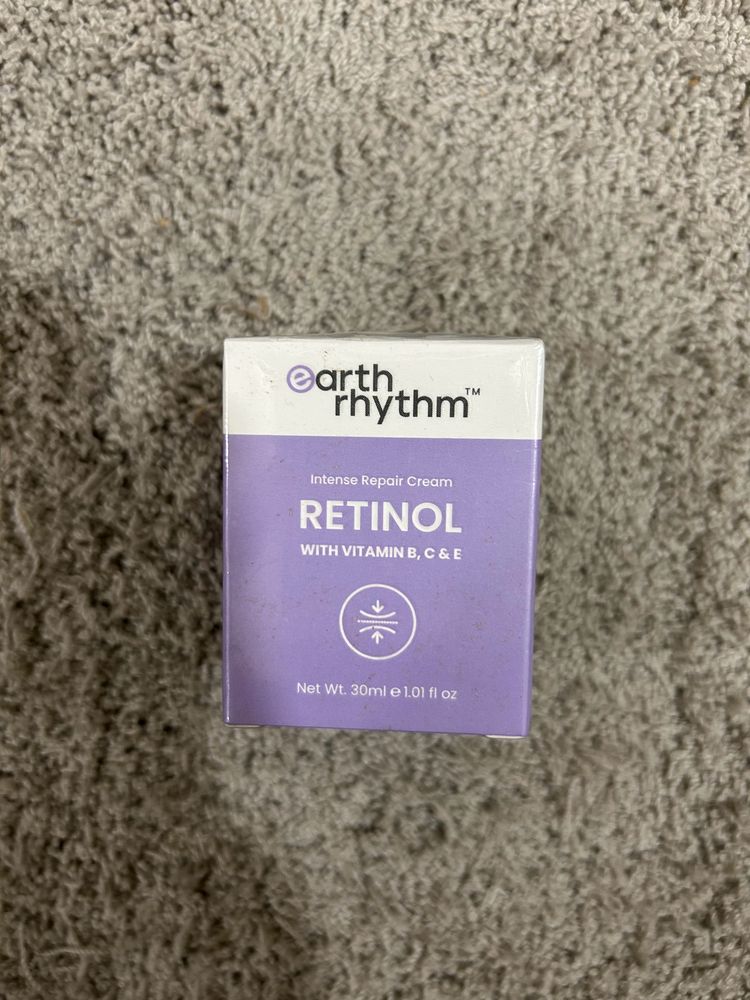 earth
rhythm™
Intense Repair Cream
RETINOL
WITH VITAMIN B, C & E
Net Wt. 30ml ℮ 1.01 fl oz